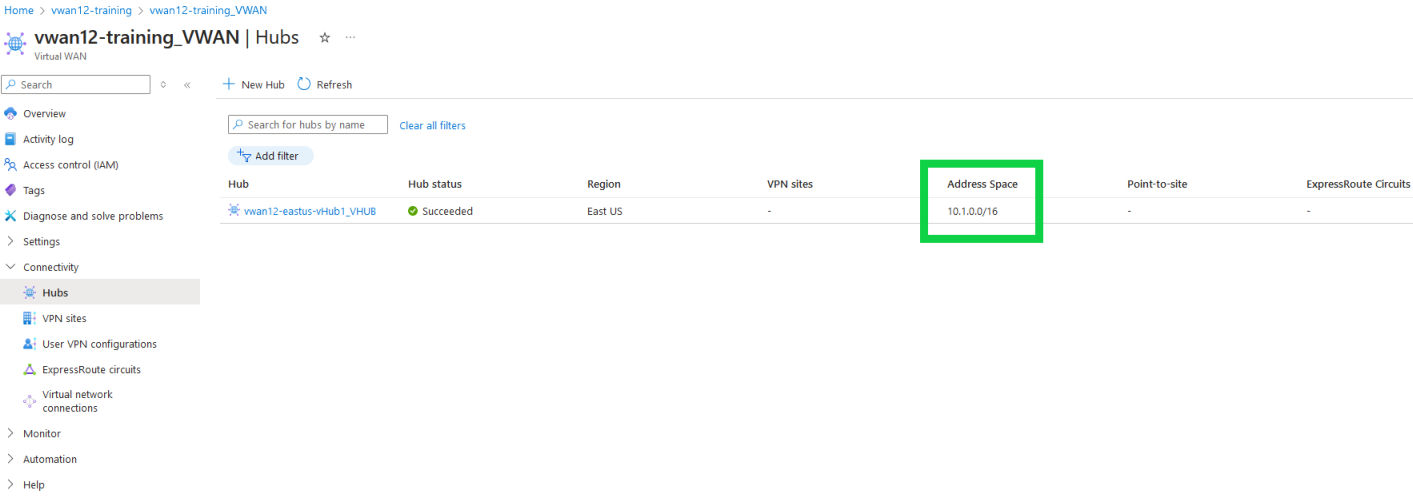 Home > vwan12-training > vwan12-training_VWAN
vwan12-training_VWAN | Hubs
Virtual WAN
Search
New Hub Refresh
Overview
Activity log
Access control (IAM)
Tags
Diagnose and solve problems
Settings
Connectivity
Hubs
VPN sites
User VPN configurations
ExpressRoute circuits
Virtual network
connections
Monitor
Automation
Help
Search for hubs by name Clear all filters
Add filter
Hub Hub status Region VPN sites Address Space Point-to-site ExpressRoute Circuits
vwan12-eastus-vHub1_VHUB Succeeded East US - 10.1.0.0/16 - -